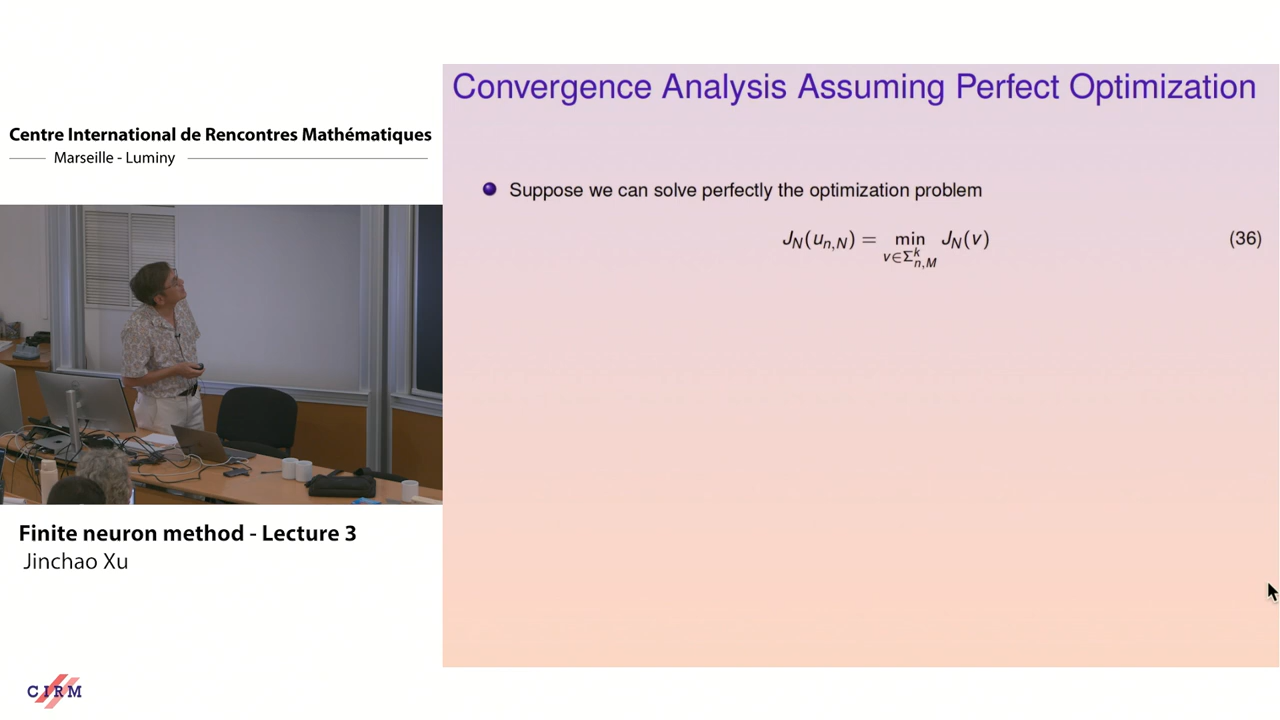 Centre International de Rencontres Mathématiques
Marseille - Luminy
Finite neuron method - Lecture 3
Jinchao Xu
CIRM
Convergence Analysis Assuming Perfect Optimization
Suppose we can solve perfectly the optimization problem
J_N(u_{n,N}) = min_{v∈Σ^k_{n,M}} J_N(v) (36)